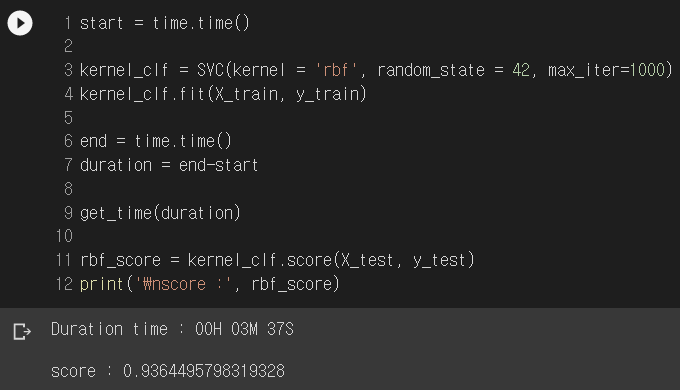 1 start = time.time()
2
3 kernel_clf = SVC(kernel = 'rbf', random_state = 42, max_iter=1000)
4 kernel_clf.fit(X_train, y_train)
5
6 end = time.time()
7 duration = end-start
8
9 get_time(duration)
10
11 rbf_score = kernel_clf.score(X_test, y_test)
12 print('₩nscore :', rbf_score)
Duration time : 00H 03M 37S
score : 0.9364495798319328